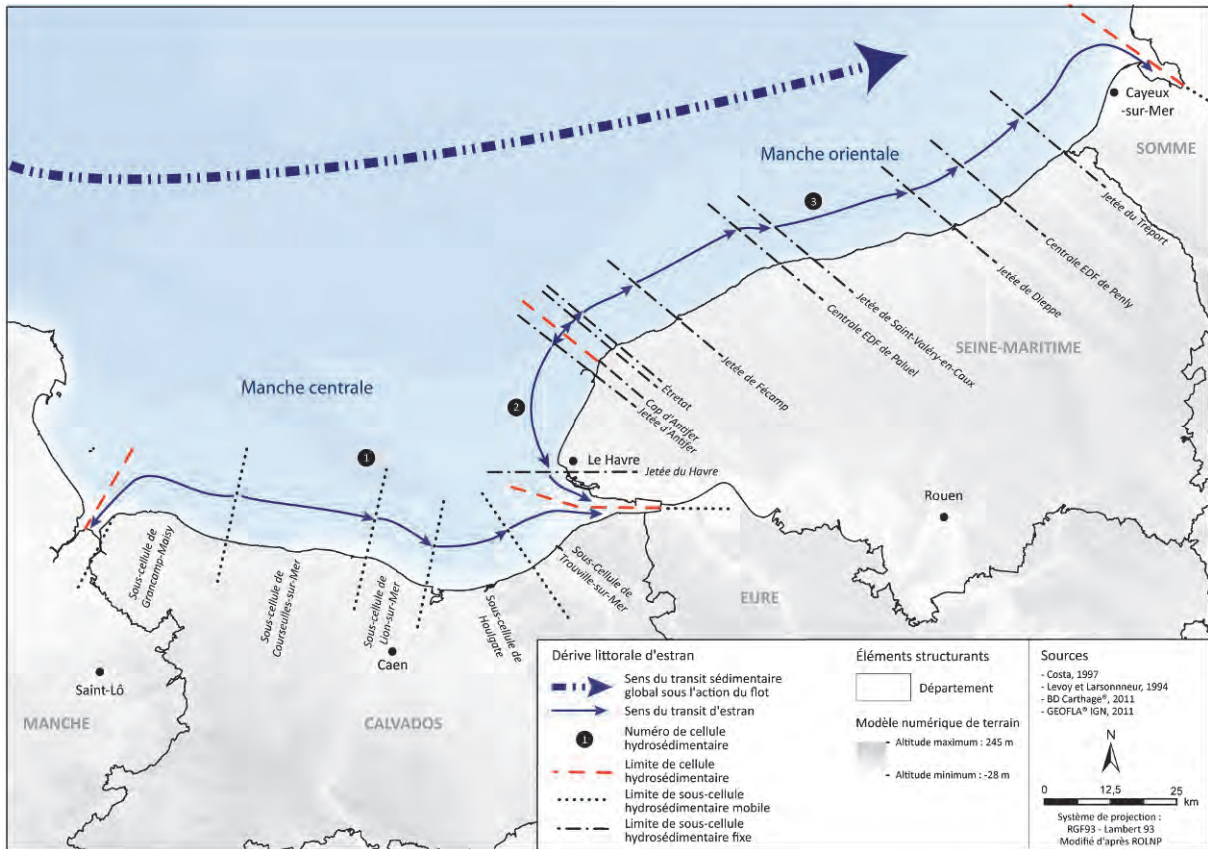 Cayeux
-sur-Mer
SOMME
Manche orientale
3
Jetée du Tréport
Centrale EDF de Penly
Jetée de Dieppe
Jetée de Saint-Valéry-en-Caux
Centrale EDF de Paluel
SEINE-MARITIME
Jetée de Fécamp
Étretat
Cap d'Antifer
Jetée d'Antifer
Manche centrale
2
1
Le Havre
Jetée du Havre
Rouen
Sous-cellule de
Grancamp-Maisy
Sous-cellule de
Courseulles-sur-Mer
Sous-cellule de
Lion-sur-Mer
Sous-cellule de
Houlgate
Sous-Cellule de
Trouville-sur-Mer
EURE
Caen
Saint-Lô
MANCHE
CALVADOS
Dérive littorale d'estran
Sens du transit sédimentaire
global sous l'action du flot
Sens du transit d'estran
1
Numéro de cellule
hydrosédimentaire
Limite de cellule
hydrosédimentaire
Limite de sous-cellule
hydrosédimentaire mobile
Limite de sous-cellule
hydrosédimentaire fixe
Éléments structurants
Département
Modèle numérique de terrain
- Altitude maximum : 245 m
- Altitude minimum : -28 m
Sources
- Costa, 1997
- Levoy et Larsonnneur, 1994
- BD Carthage®, 2011
- GEOFLA® IGN, 2011
N
0 12,5 25
km
Système de projection :
RGF93 - Lambert 93
Modifié d'après ROLNP